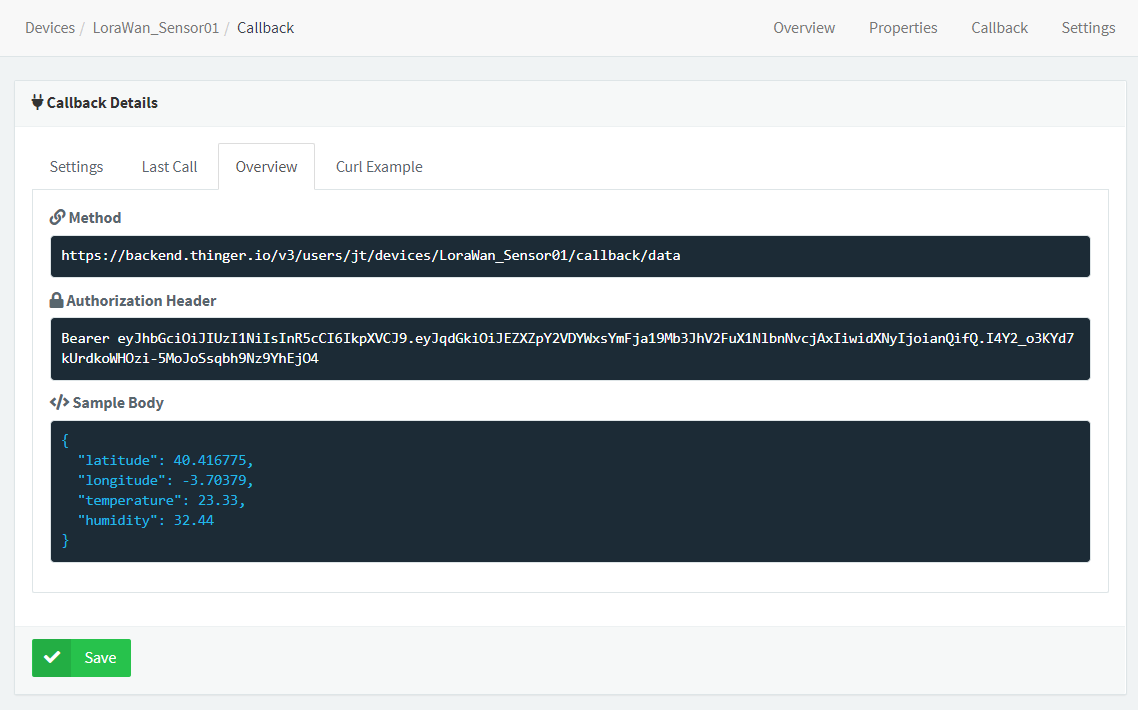 Devices / LoraWan_Sensor01 / Callback
Overview Properties Callback Settings
Callback Details
Settings Last Call Overview Curl Example
Method
https://backend.thinger.io/v3/users/jt/devices/LoraWan_Sensor01/callback/data
Authorization Header
Bearer eyJhbGciOiJIUzI1NiIsInR5cCI6IkpXVCJ9.eyJqdGkiOiJEZXZpY2VDYWxsYmFja19Mb3JhV2FuX1NlbnNvcjAxIiwidXNyIjoianQifQ.I4Y2_o3KYd7
kUrdkoWHOzi-5MoJoSsqbh9Nz9YhEjO4
Sample Body
{
"latitude": 40.416775,
"longitude": -3.70379,
"temperature": 23.33,
"humidity": 32.44
}
Save